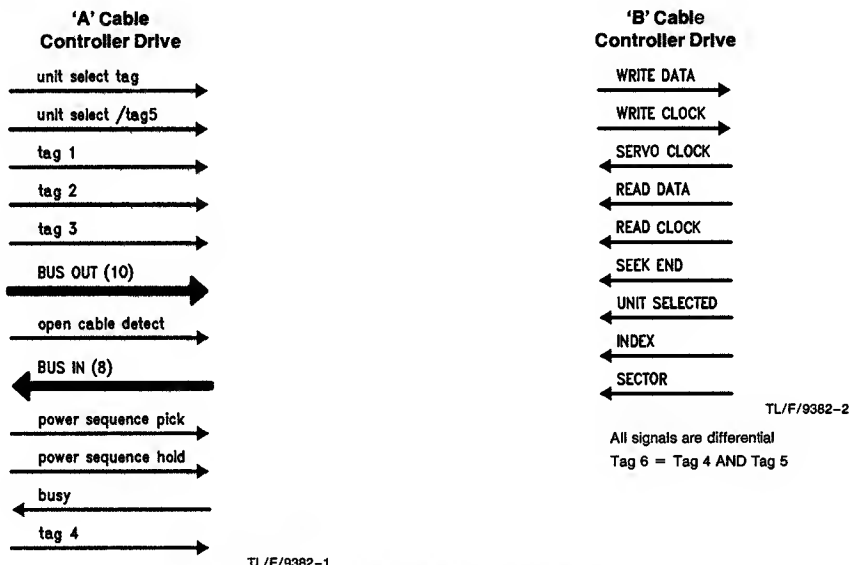 'A' Cable
Controller Drive
unit select tag
unit select /tag5
tag 1
tag 2
tag 3
BUS OUT (10)
open cable detect
BUS IN (8)
power sequence pick
power sequence hold
busy
tag 4
TL/F/9382–1
'B' Cable
Controller Drive
WRITE DATA
WRITE CLOCK
SERVO CLOCK
READ DATA
READ CLOCK
SEEK END
UNIT SELECTED
INDEX
SECTOR
TL/F/9382–2
All signals are differential
Tag 6 = Tag 4 AND Tag 5